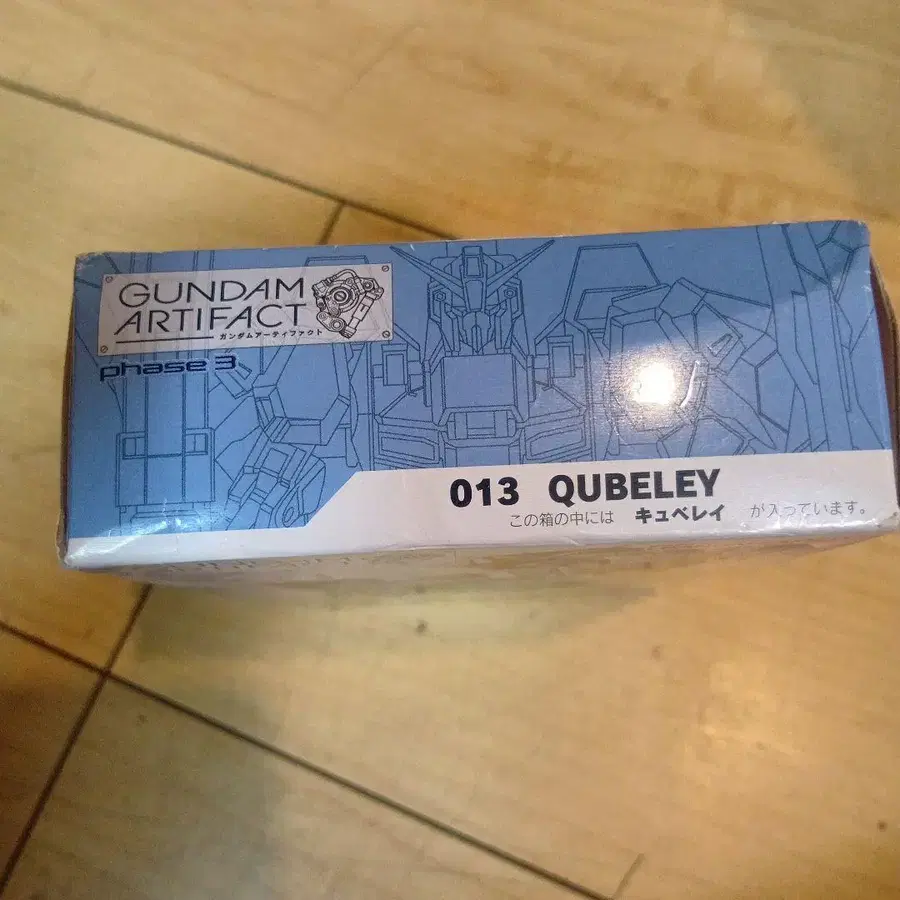 GUNDAM
ARTIFACT
ガンダムアーティファクト
phase 3
013 QUBELEY
この箱の中には キュベレイ が入っています。